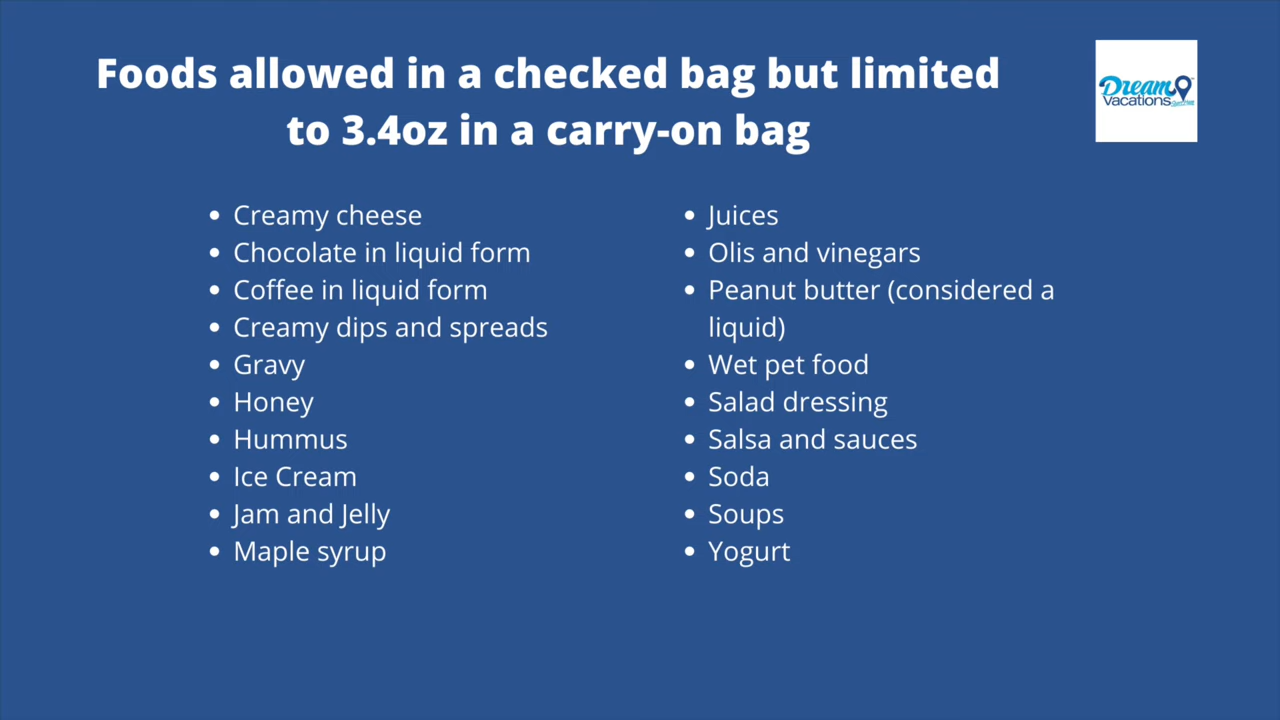 Foods allowed in a checked bag but limited
to 3.4oz in a carry-on bag
Dream
Vacations
• Creamy cheese
• Chocolate in liquid form
• Coffee in liquid form
• Creamy dips and spreads
• Gravy
• Honey
• Hummus
• Ice Cream
• Jam and Jelly
• Maple syrup
• Juices
• Olis and vinegars
• Peanut butter (considered a
liquid)
• Wet pet food
• Salad dressing
• Salsa and sauces
• Soda
• Soups
• Yogurt